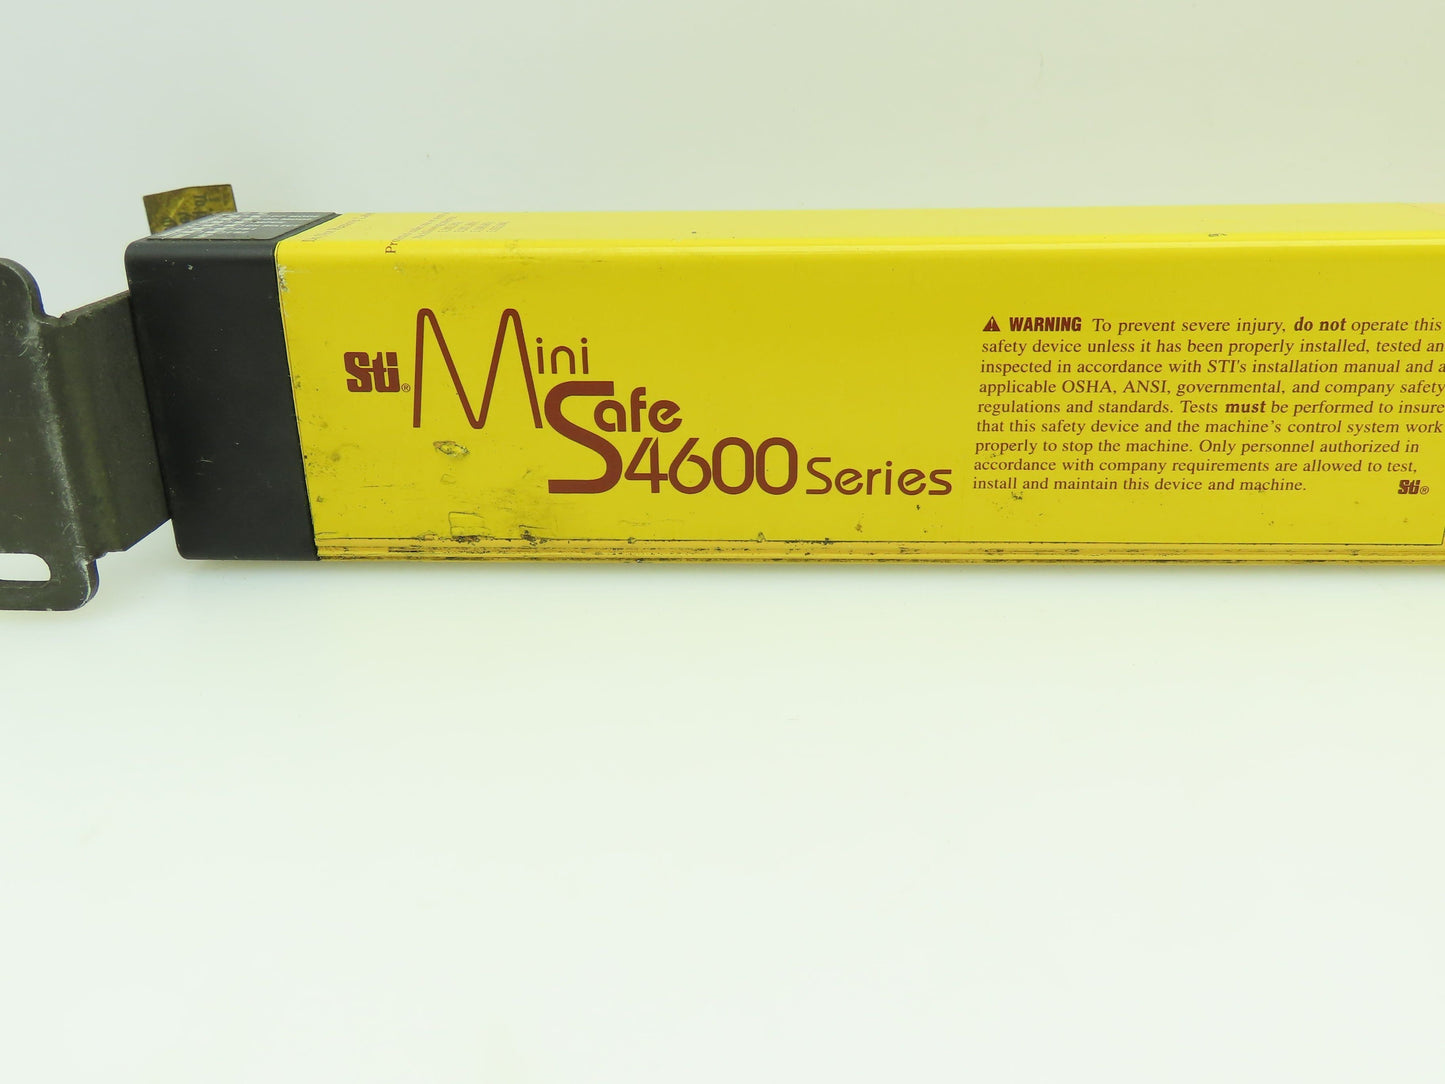 Sti®
Mini
Safe
S4600 Series
WARNING To prevent severe injury, do not operate this
safety device unless it has been properly installed, tested an
inspected in accordance with STI's installation manual and a
applicable OSHA, ANSI, governmental, and company safety
regulations and standards. Tests must be performed to insure
that this safety device and the machine's control system work
properly to stop the machine. Only personnel authorized in
accordance with company requirements are allowed to test,
install and maintain this device and machine.
Sti®